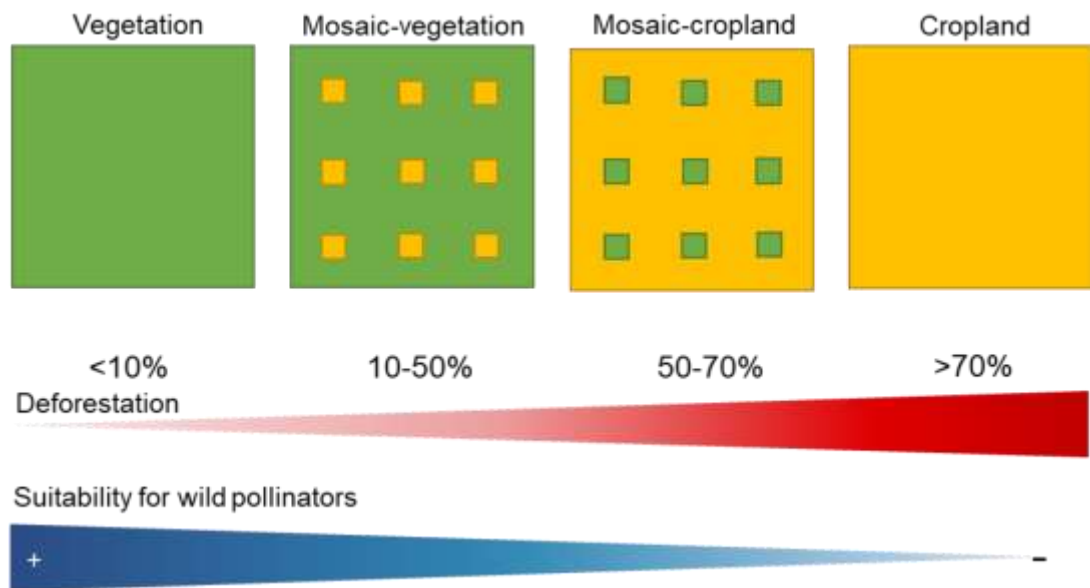 Vegetation Mosaic-vegetation Mosaic-cropland Cropland
<10% 10-50% 50-70% >70%
Deforestation
Suitability for wild pollinators
+ -